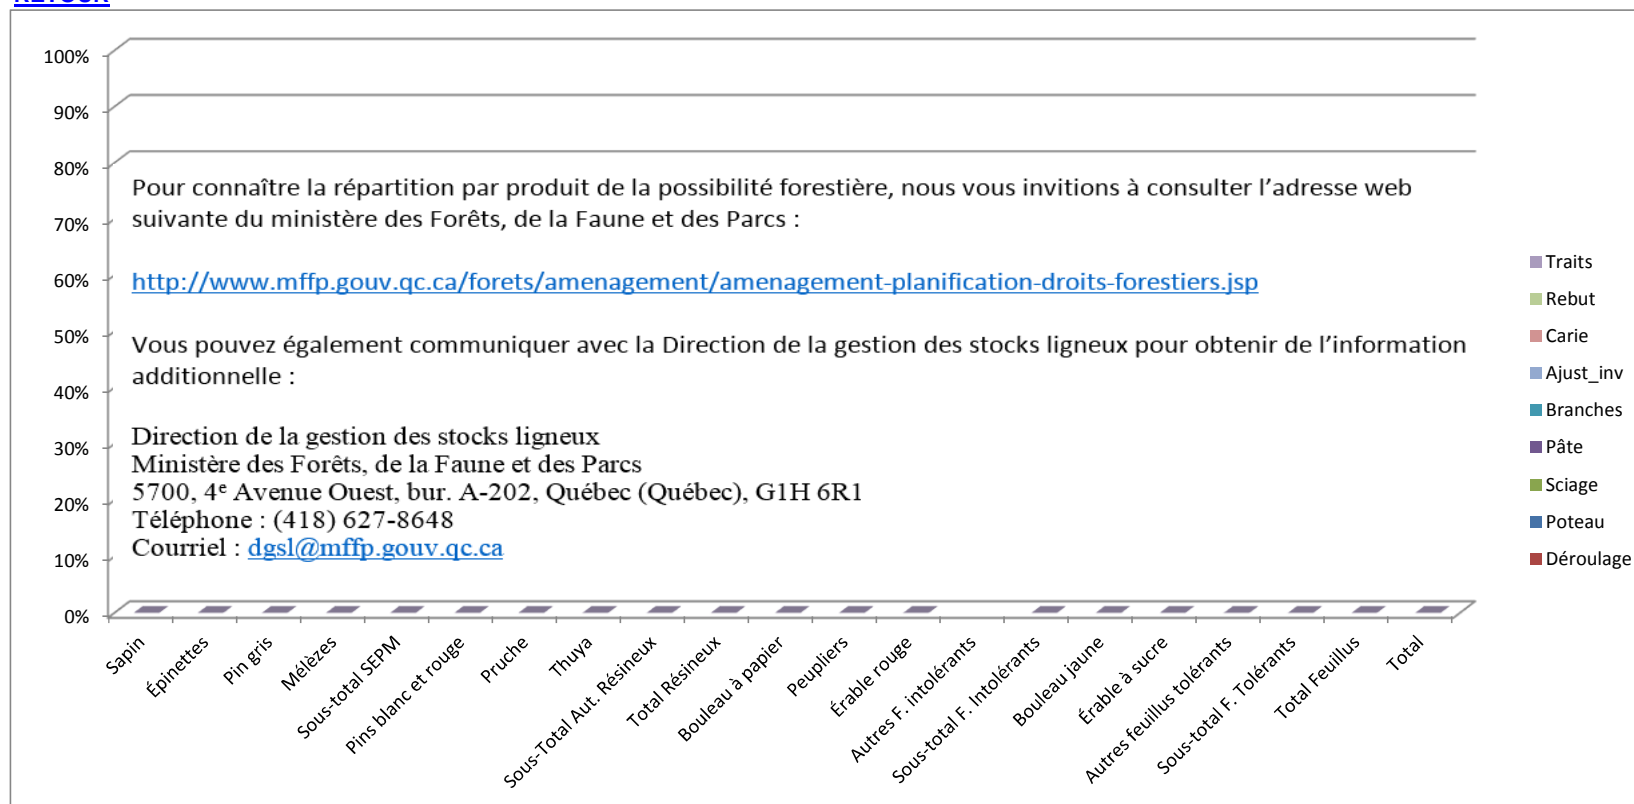 RETOUR
100%
90%
80%
70%
60%
50%
40%
30%
20%
10%
0%
Pour connaître la répartition par produit de la possibilité forestière, nous vous invitions à consulter l'adresse web
suivante du ministère des Forêts, de la Faune et des Parcs :
http://www.mffp.gouv.qc.ca/forets/amenagement/amenagement-planification-droits-forestiers.jsp
Vous pouvez également communiquer avec la Direction de la gestion des stocks ligneux pour obtenir de l'information
additionnelle :
Direction de la gestion des stocks ligneux
Ministère des Forêts, de la Faune et des Parcs
5700, 4e Avenue Ouest, bur. A-202, Québec (Québec), G1H 6R1
Téléphone : (418) 627-8648
Courriel : dgsl@mffp.gouv.qc.ca
Traits
Rebut
Carie
Ajust_inv
Branches
Pâte
Sciage
Poteau
Déroulage
Sapin
Épinettes
Pin gris
Mélèzes
Sous-total SEPM
Pins blanc et rouge
Pruche
Thuya
Sous-Total Aut. Résineux
Total Résineux
Bouleau à papier
Peupliers
Érable rouge
Autres F. intolérants
Sous-total F. Intolérants
Bouleau jaune
Érable à sucre
Autres feuillus tolérants
Sous-total F. Tolérants
Total Feuillus
Total